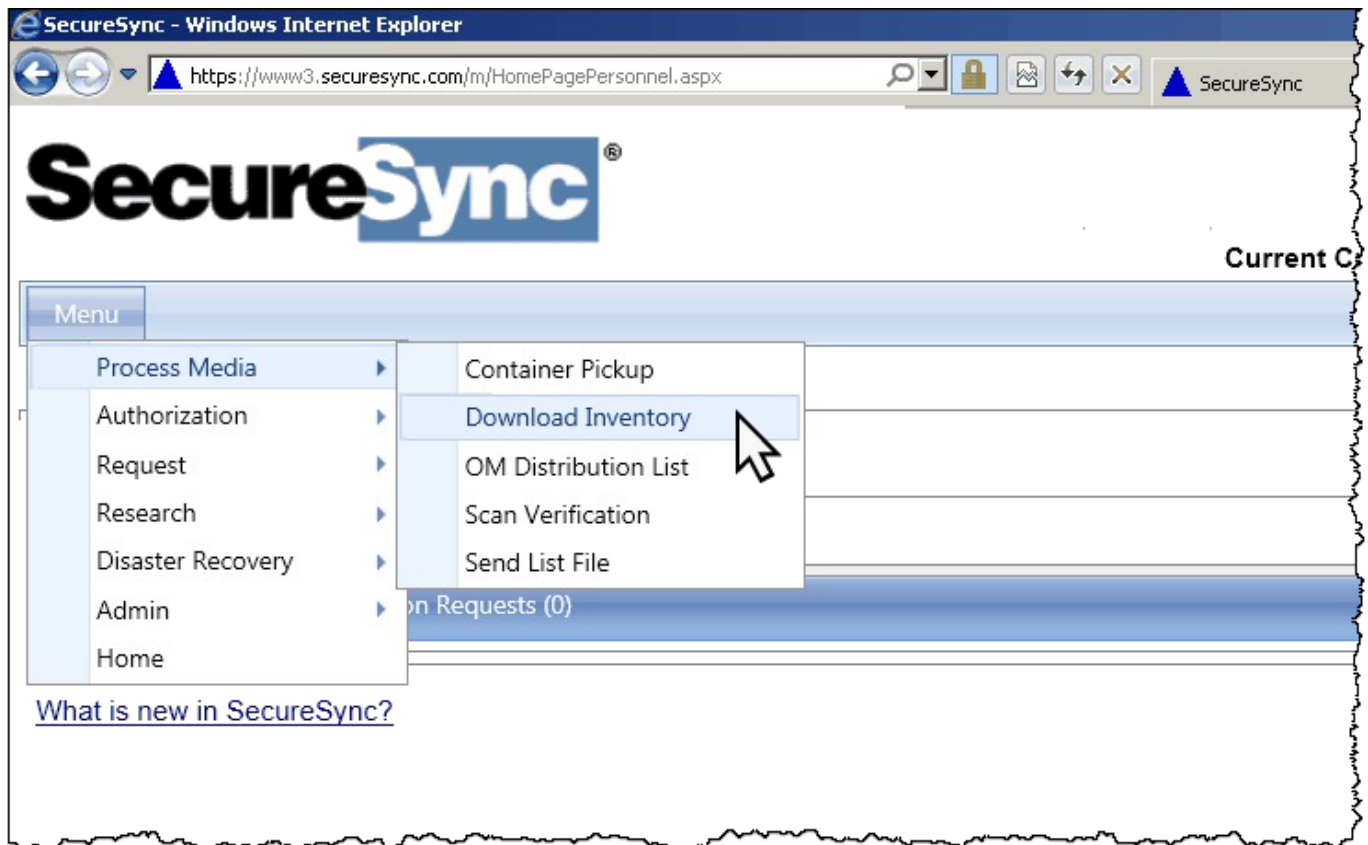 SecureSync - Windows Internet Explorer
https://www3.securesync.com/m/HomePagePersonnel.aspx
SecureSync
SecureSync®
Current
Menu
Process Media
Container Pickup
Authorization
Download Inventory
Request
OM Distribution List
Research
Scan Verification
Disaster Recovery
Send List File
Admin
on Requests (0)
Home
What is new in SecureSync?